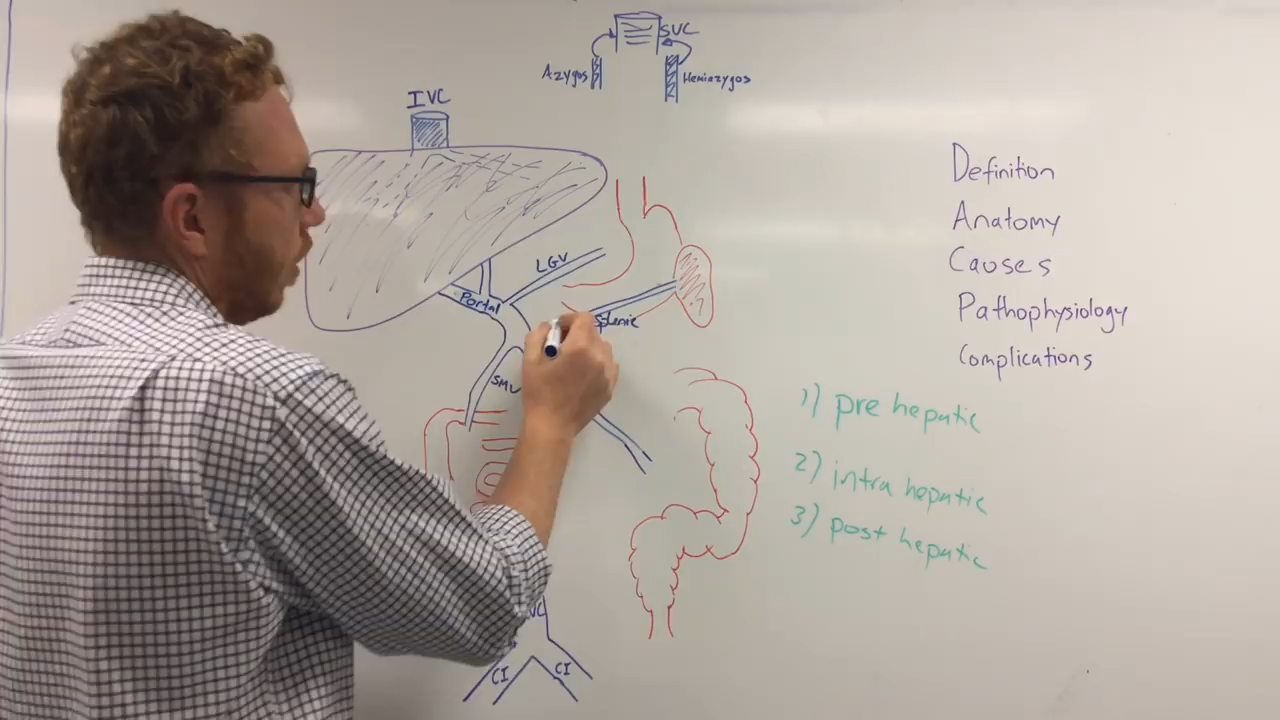 SVC
Azygos
Hemiazygos
IVC
LGV
Portal
Splenic
CI
CI
Definition
Anatomy
Causes
Pathophysiology
Complications
1) pre hepatic
2) intra hepatic
3) post hepatic